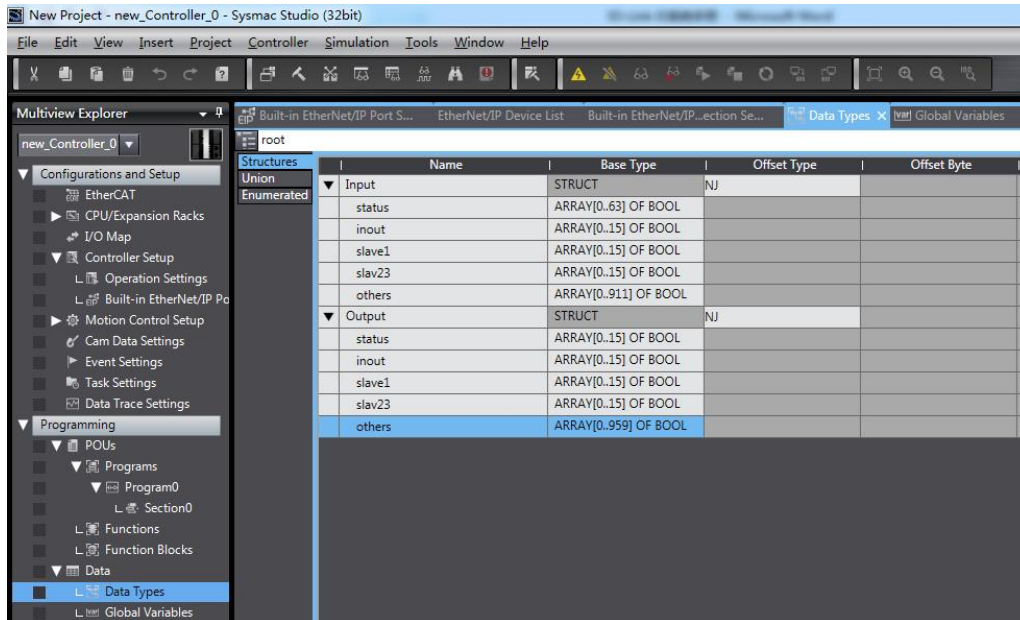 New Project - new_Controller_0 - Sysmac Studio (32bit)
File Edit View Insert Project Controller Simulation Tools Window Help
Multiview Explorer
new_Controller_0
Configurations and Setup
EtherCAT
CPU/Expansion Racks
I/O Map
Controller Setup
Operation Settings
Built-in EtherNet/IP Po
Motion Control Setup
Cam Data Settings
Event Settings
Task Settings
Data Trace Settings
Programming
POUs
Programs
Program0
Section0
Functions
Function Blocks
Data
Data Types
Global Variables
Built-in EtherNet/IP Port S... EtherNet/IP Device List Built-in EtherNet/IP...ection Se... Data Types Global Variables
root
Structures
Union
Enumerated
Name Base Type Offset Type Offset Byte
Input STRUCT NJ
status ARRAY[0..63] OF BOOL
inout ARRAY[0..15] OF BOOL
slave1 ARRAY[0..15] OF BOOL
slav23 ARRAY[0..15] OF BOOL
others ARRAY[0..911] OF BOOL
Output STRUCT NJ
status ARRAY[0..15] OF BOOL
inout ARRAY[0..15] OF BOOL
slave1 ARRAY[0..15] OF BOOL
slav23 ARRAY[0..15] OF BOOL
others ARRAY[0..959] OF BOOL